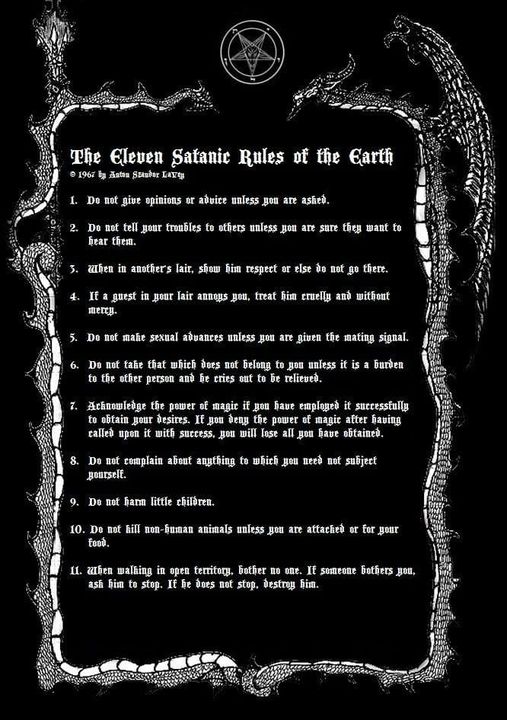 The Eleven Satanic Rules of the Earth
© 1967 by Anton Szandor LaVey
1. Do not give opinions or advice unless you are asked.
2. Do not tell your troubles to others unless you are sure they want to
hear them.
3. When in another's lair, show him respect or else do not go there.
4. If a guest in your lair annoys you, treat him cruelly and without
mercy.
5. Do not make sexual advances unless you are given the mating signal.
6. Do not take that which does not belong to you unless it is a burden
to the other person and he cries out to be relieved.
7. Acknowledge the power of magic if you have employed it successfully
to obtain your desires. If you deny the power of magic after having
called upon it with success, you will lose all you have obtained.
8. Do not complain about anything to which you need not subject
yourself.
9. Do not harm little children.
10. Do not kill non-human animals unless you are attacked or for your
food.
11. When walking in open territory, bother no one. If someone bothers you,
ask him to stop. If he does not stop, destroy him.